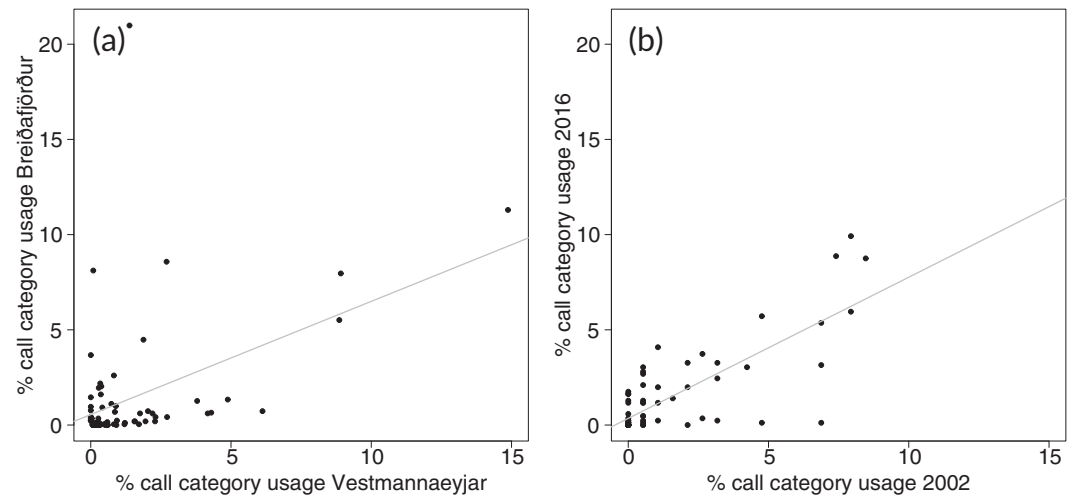 (a)
% call category usage Breiðafjörður
20
15
10
5
0
0 5 10 15
% call category usage Vestmannaeyjar
(b)
% call category usage 2016
20
15
10
5
0
0 5 10 15
% call category usage 2002